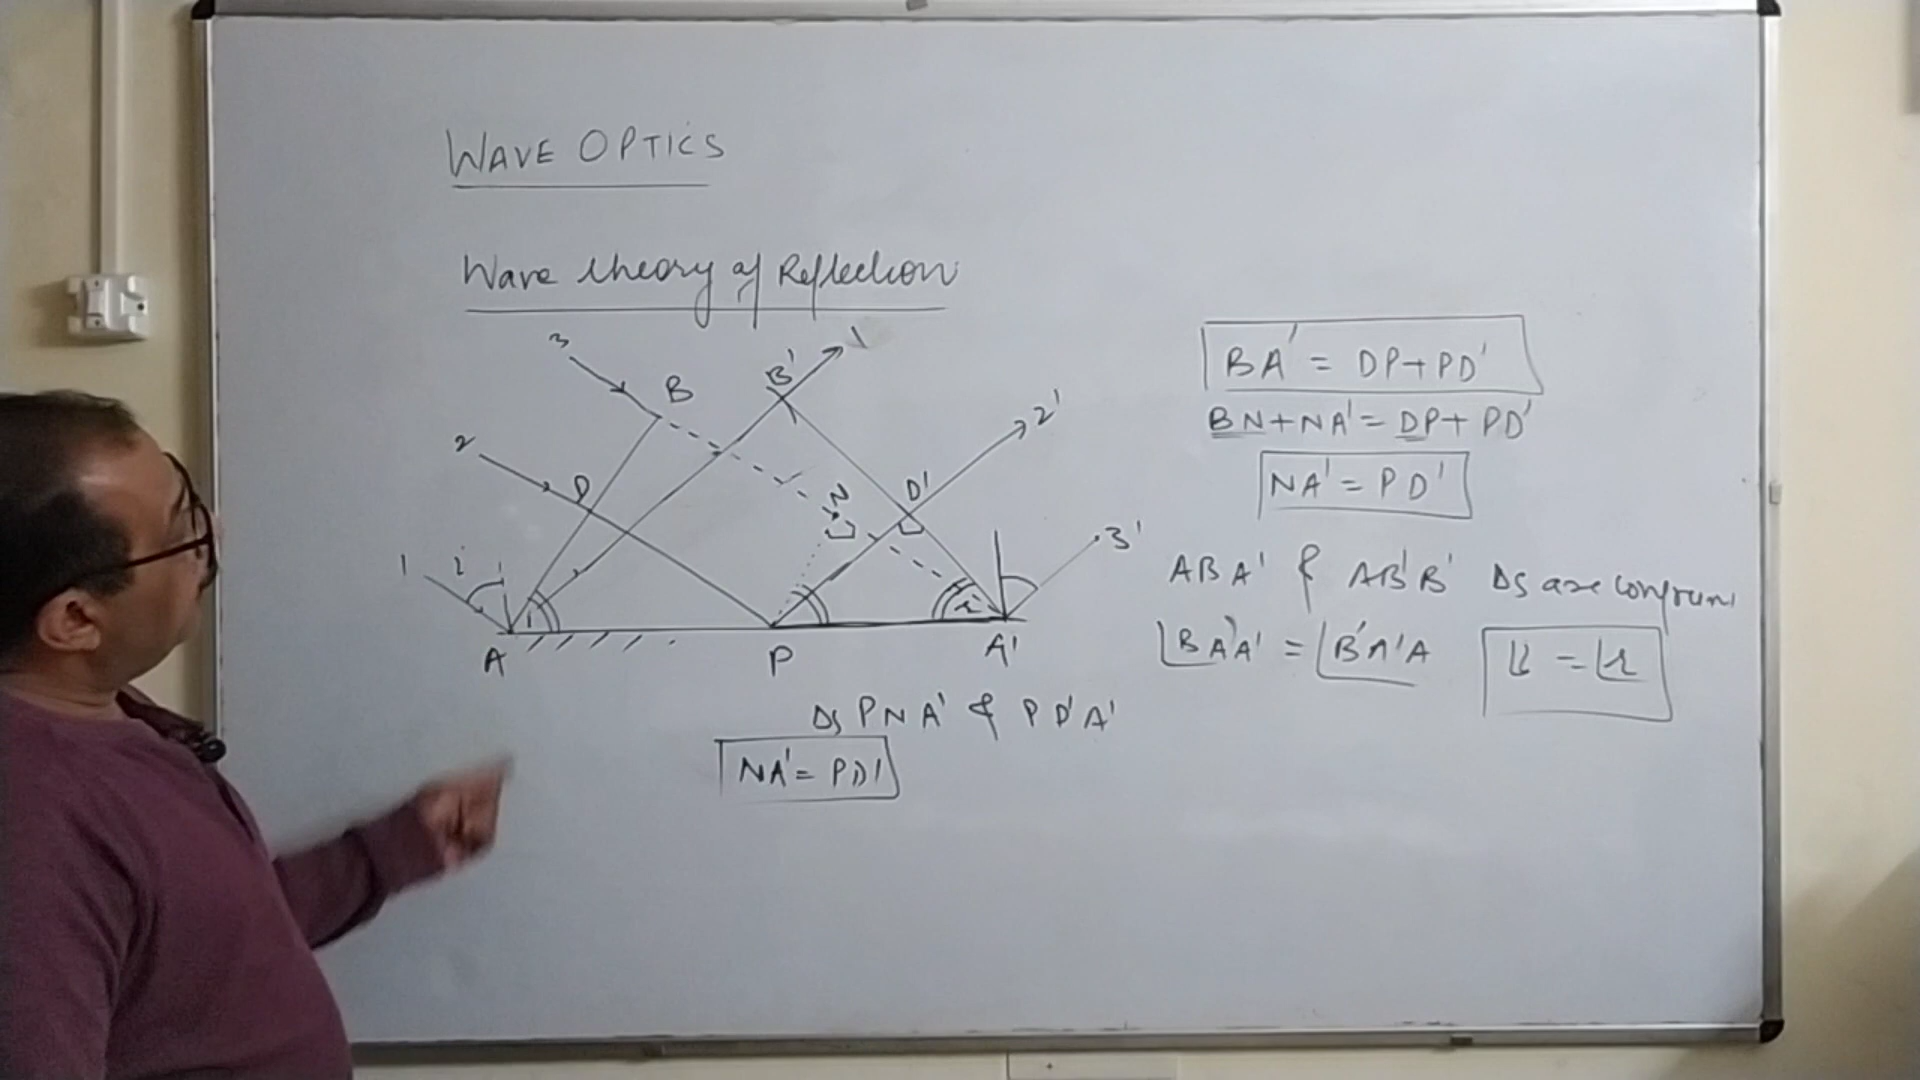 WAVE OPTICS
Wave theory of Reflection
3
B
B'
1
2
D
N
D'
2'
1
i
i
r
3'
A
P
A'
Δs PNA' & PD'A'
NA' = PD'
BA' = DP + PD'
BN + NA' = DP + PD'
NA' = PD'
ABA' & AB'B' Δs are congruent
∠BAA' = ∠B'A'A ∠i = ∠r